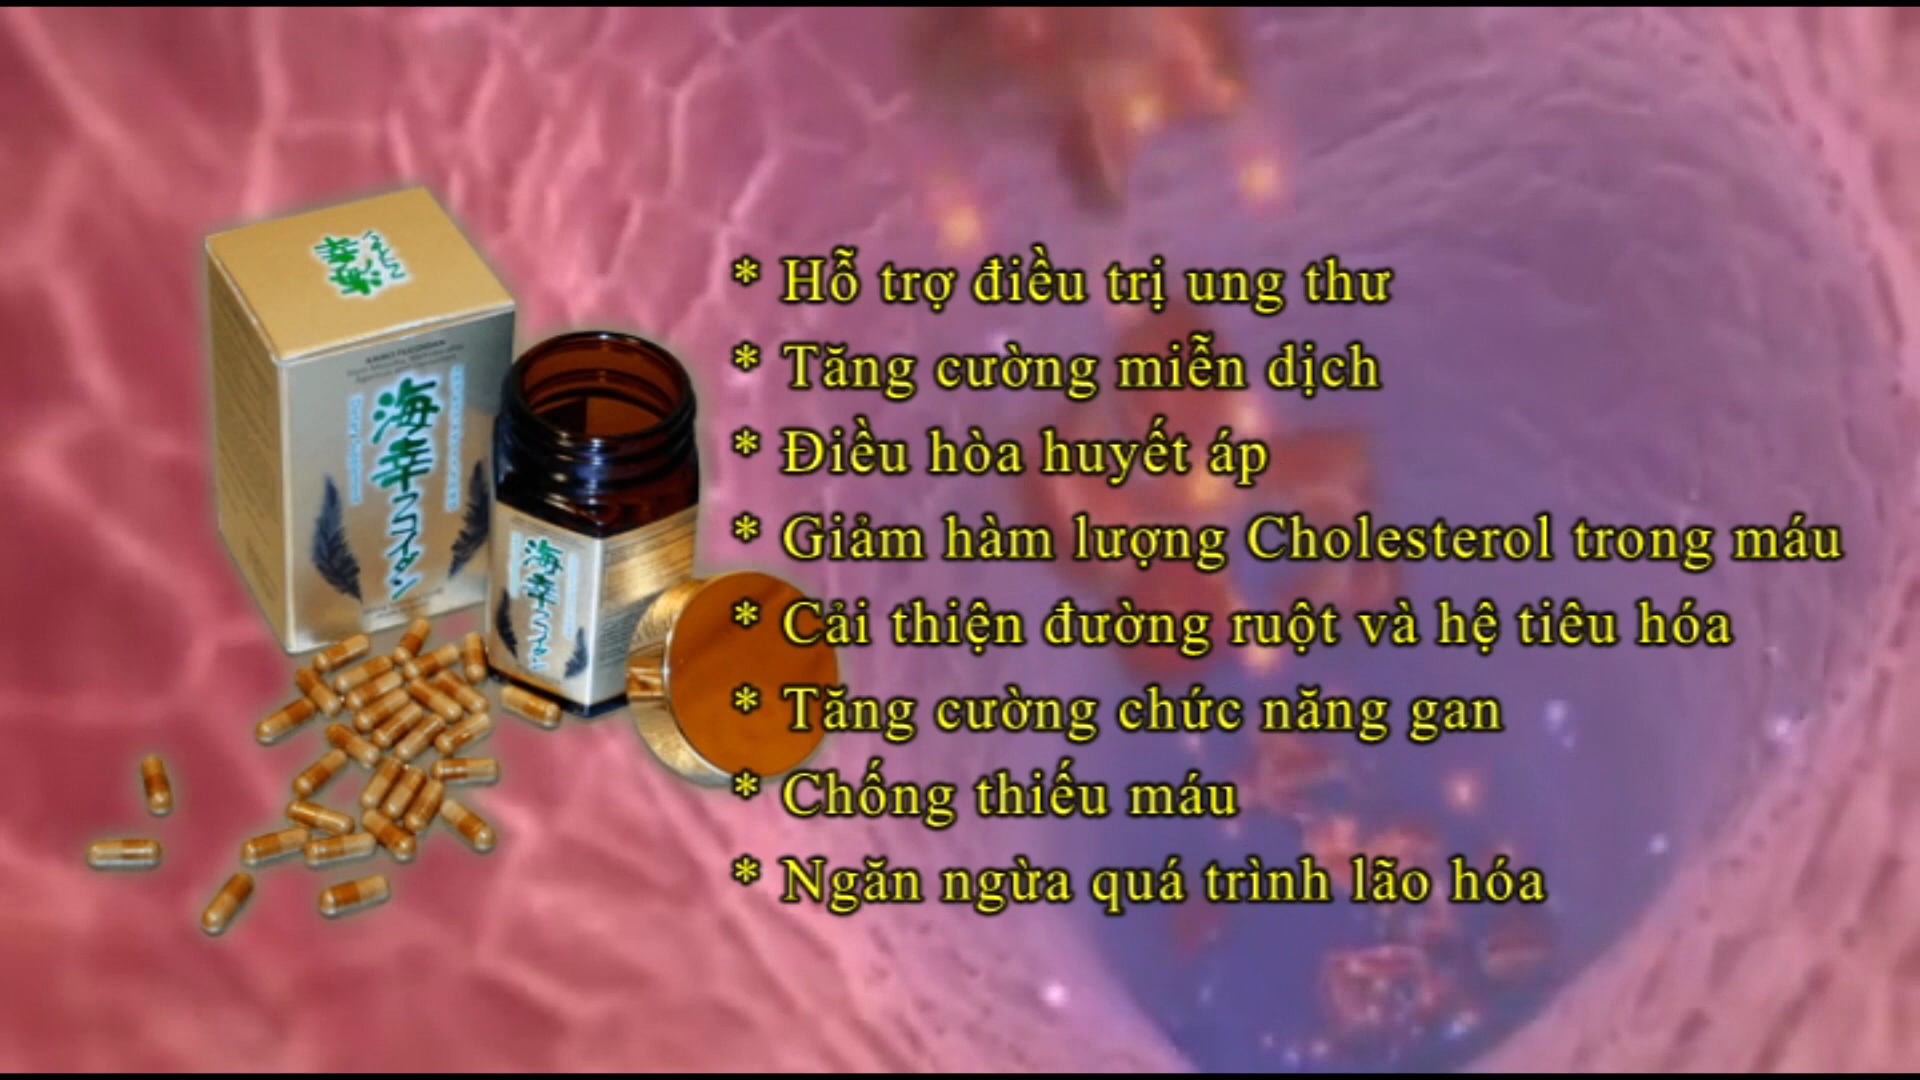 海幸フコイダン
海幸フコイダン
* Hỗ trợ điều trị ung thư
* Tăng cường miễn dịch
* Điều hòa huyết áp
* Giảm hàm lượng Cholesterol trong máu
* Cải thiện đường ruột và hệ tiêu hóa
* Tăng cường chức năng gan
* Chống thiếu máu
* Ngăn ngừa quá trình lão hóa